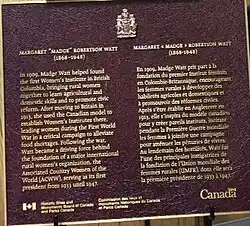 MARGARET "MADGE" ROBERTSON WATT
(1868-1948)
In 1909, Madge Watt helped found
the first Women's Institute in British
Columbia, bringing rural women
together to learn agricultural and
domestic skills and to promote civic
reform. After moving to Britain in
1913, she used the Canadian model to
establish Women's Institutes there,
leading women during the First World
War in a critical campaign to alleviate
food shortages. Following the war,
Watt became a driving force behind
the foundation of a major international
rural women's organization, the
Associated Country Women of the
World (ACWW), serving as its first
president from 1933 until 1947.
Historic Sites and
Monuments Board of Canada
and Parks Canada
MARGARET « MADGE » ROBERTSON WATT
(1868-1948)
En 1909, Madge Watt prit part à la
fondation du premier Institut féminin
en Colombie-Britannique, encourageant
les femmes rurales à développer des
habiletés agricoles et domestiques et
à promouvoir des réformes civiles.
Après s'être établie en Angleterre en
1913, elle s'inspira du modèle canadien
pour y créer pareils instituts, incitant
pendant la Première Guerre mondiale
les femmes à joindre une campagne
pour atténuer les pénuries de vivres.
Au lendemain des hostilités, Watt fut
l'une des principales instigatrices de
la fondation de l'Union mondiale des
femmes rurales (UMFR), dont elle sera
la première présidente de 1933 à 1947.
Commission des lieux et
monuments historiques du Canada
et Parcs Canada
Canada